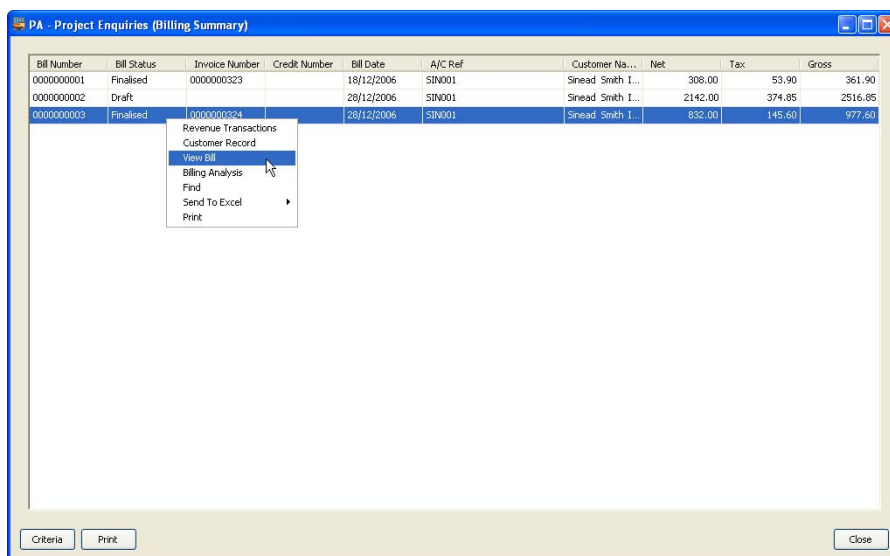 PA - Project Enquiries (Billing Summary)
Bill Number Bill Status Invoice Number Credit Number Bill Date A/C Ref Customer Na... Net Tax Gross
0000000001 Finalised 0000000323 18/12/2006 SIN001 Sinead Smith I... 308.00 53.90 361.90
0000000002 Draft 28/12/2006 SIN001 Sinead Smith I... 2142.00 374.85 2516.85
0000000003 Finalised 0000000324 28/12/2006 SIN001 Sinead Smith I... 832.00 145.60 977.60
Revenue Transactions
Customer Record
View Bill
Billing Analysis
Find
Send To Excel
Print
Criteria Print Close